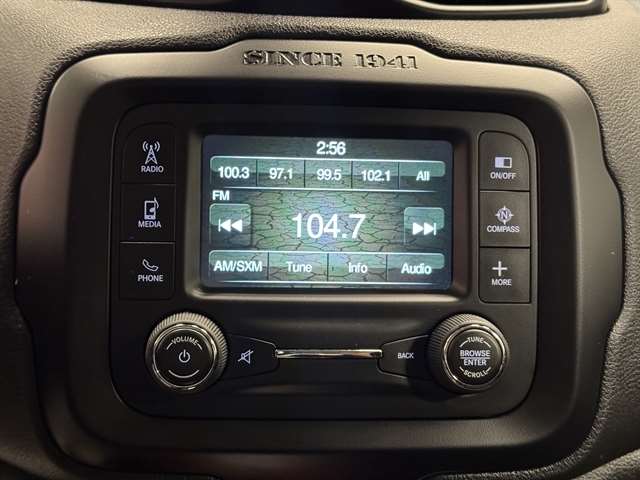 SINCE 1941
2:56
100.3 97.1 99.5 102.1 All
FM
104.7
AM/SXM Tune Info Audio
RADIO
MEDIA
PHONE
ON/OFF
N
COMPASS
MORE
VOLUME
BACK
TUNE
BROWSE
ENTER
SCROLL